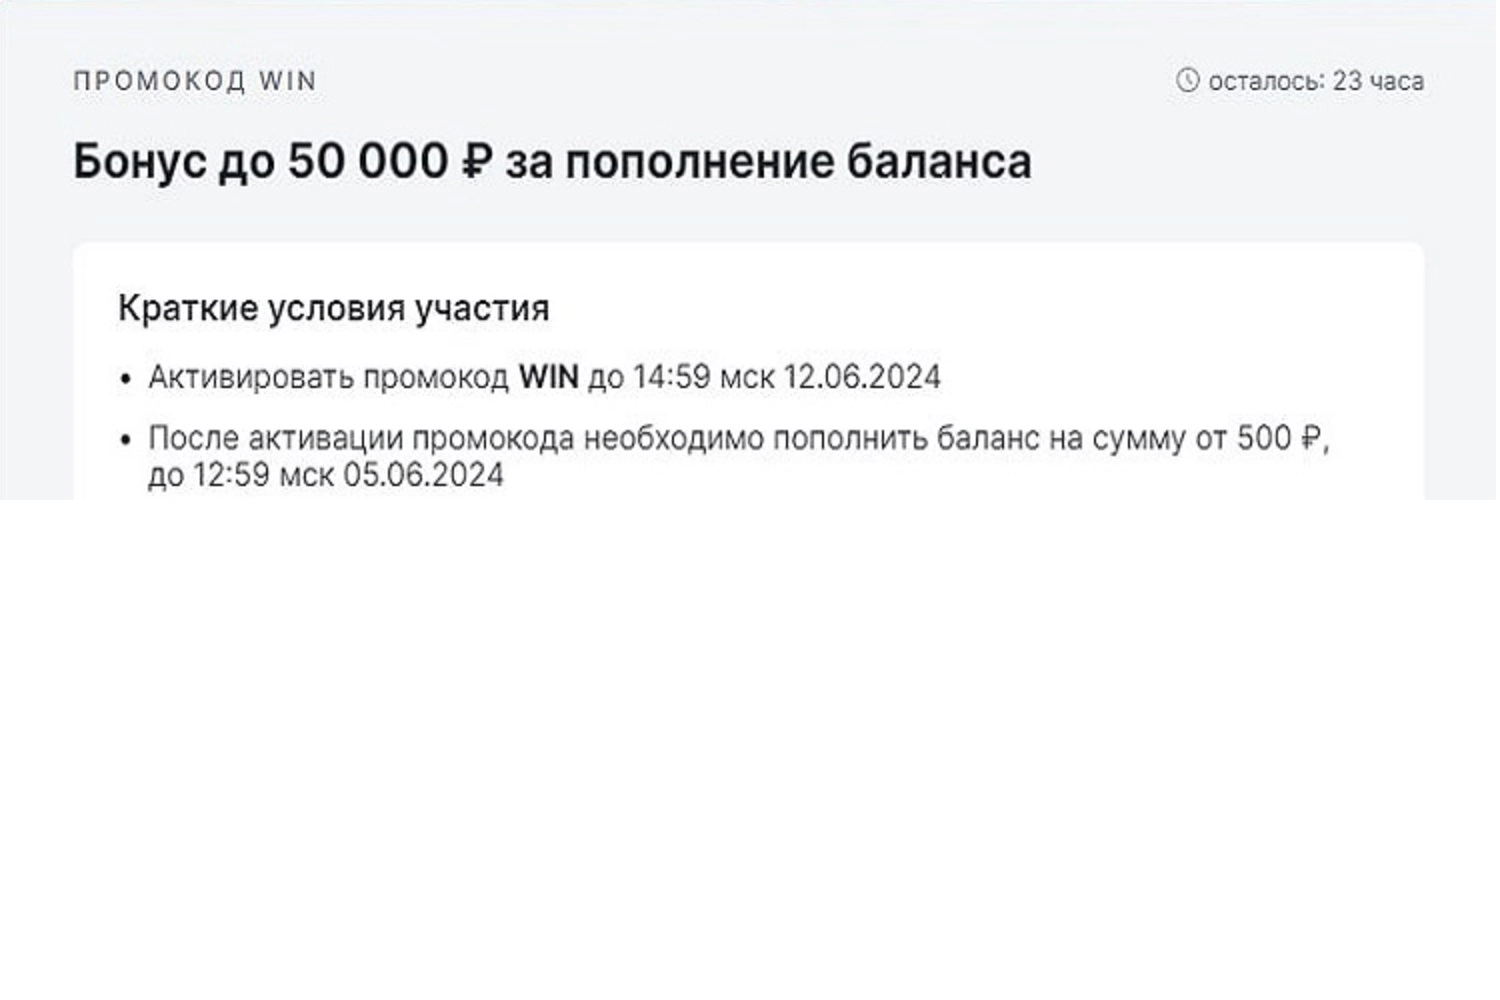 ПРОМОКОД WIN
осталось: 23 часа
Бонус до 50 000 ₽ за пополнение баланса
Краткие условия участия
• Активировать промокод WIN до 14:59 мск 12.06.2024
• После активации промокода необходимо пополнить баланс на сумму от 500 ₽,
до 12:59 мск 05.06.2024